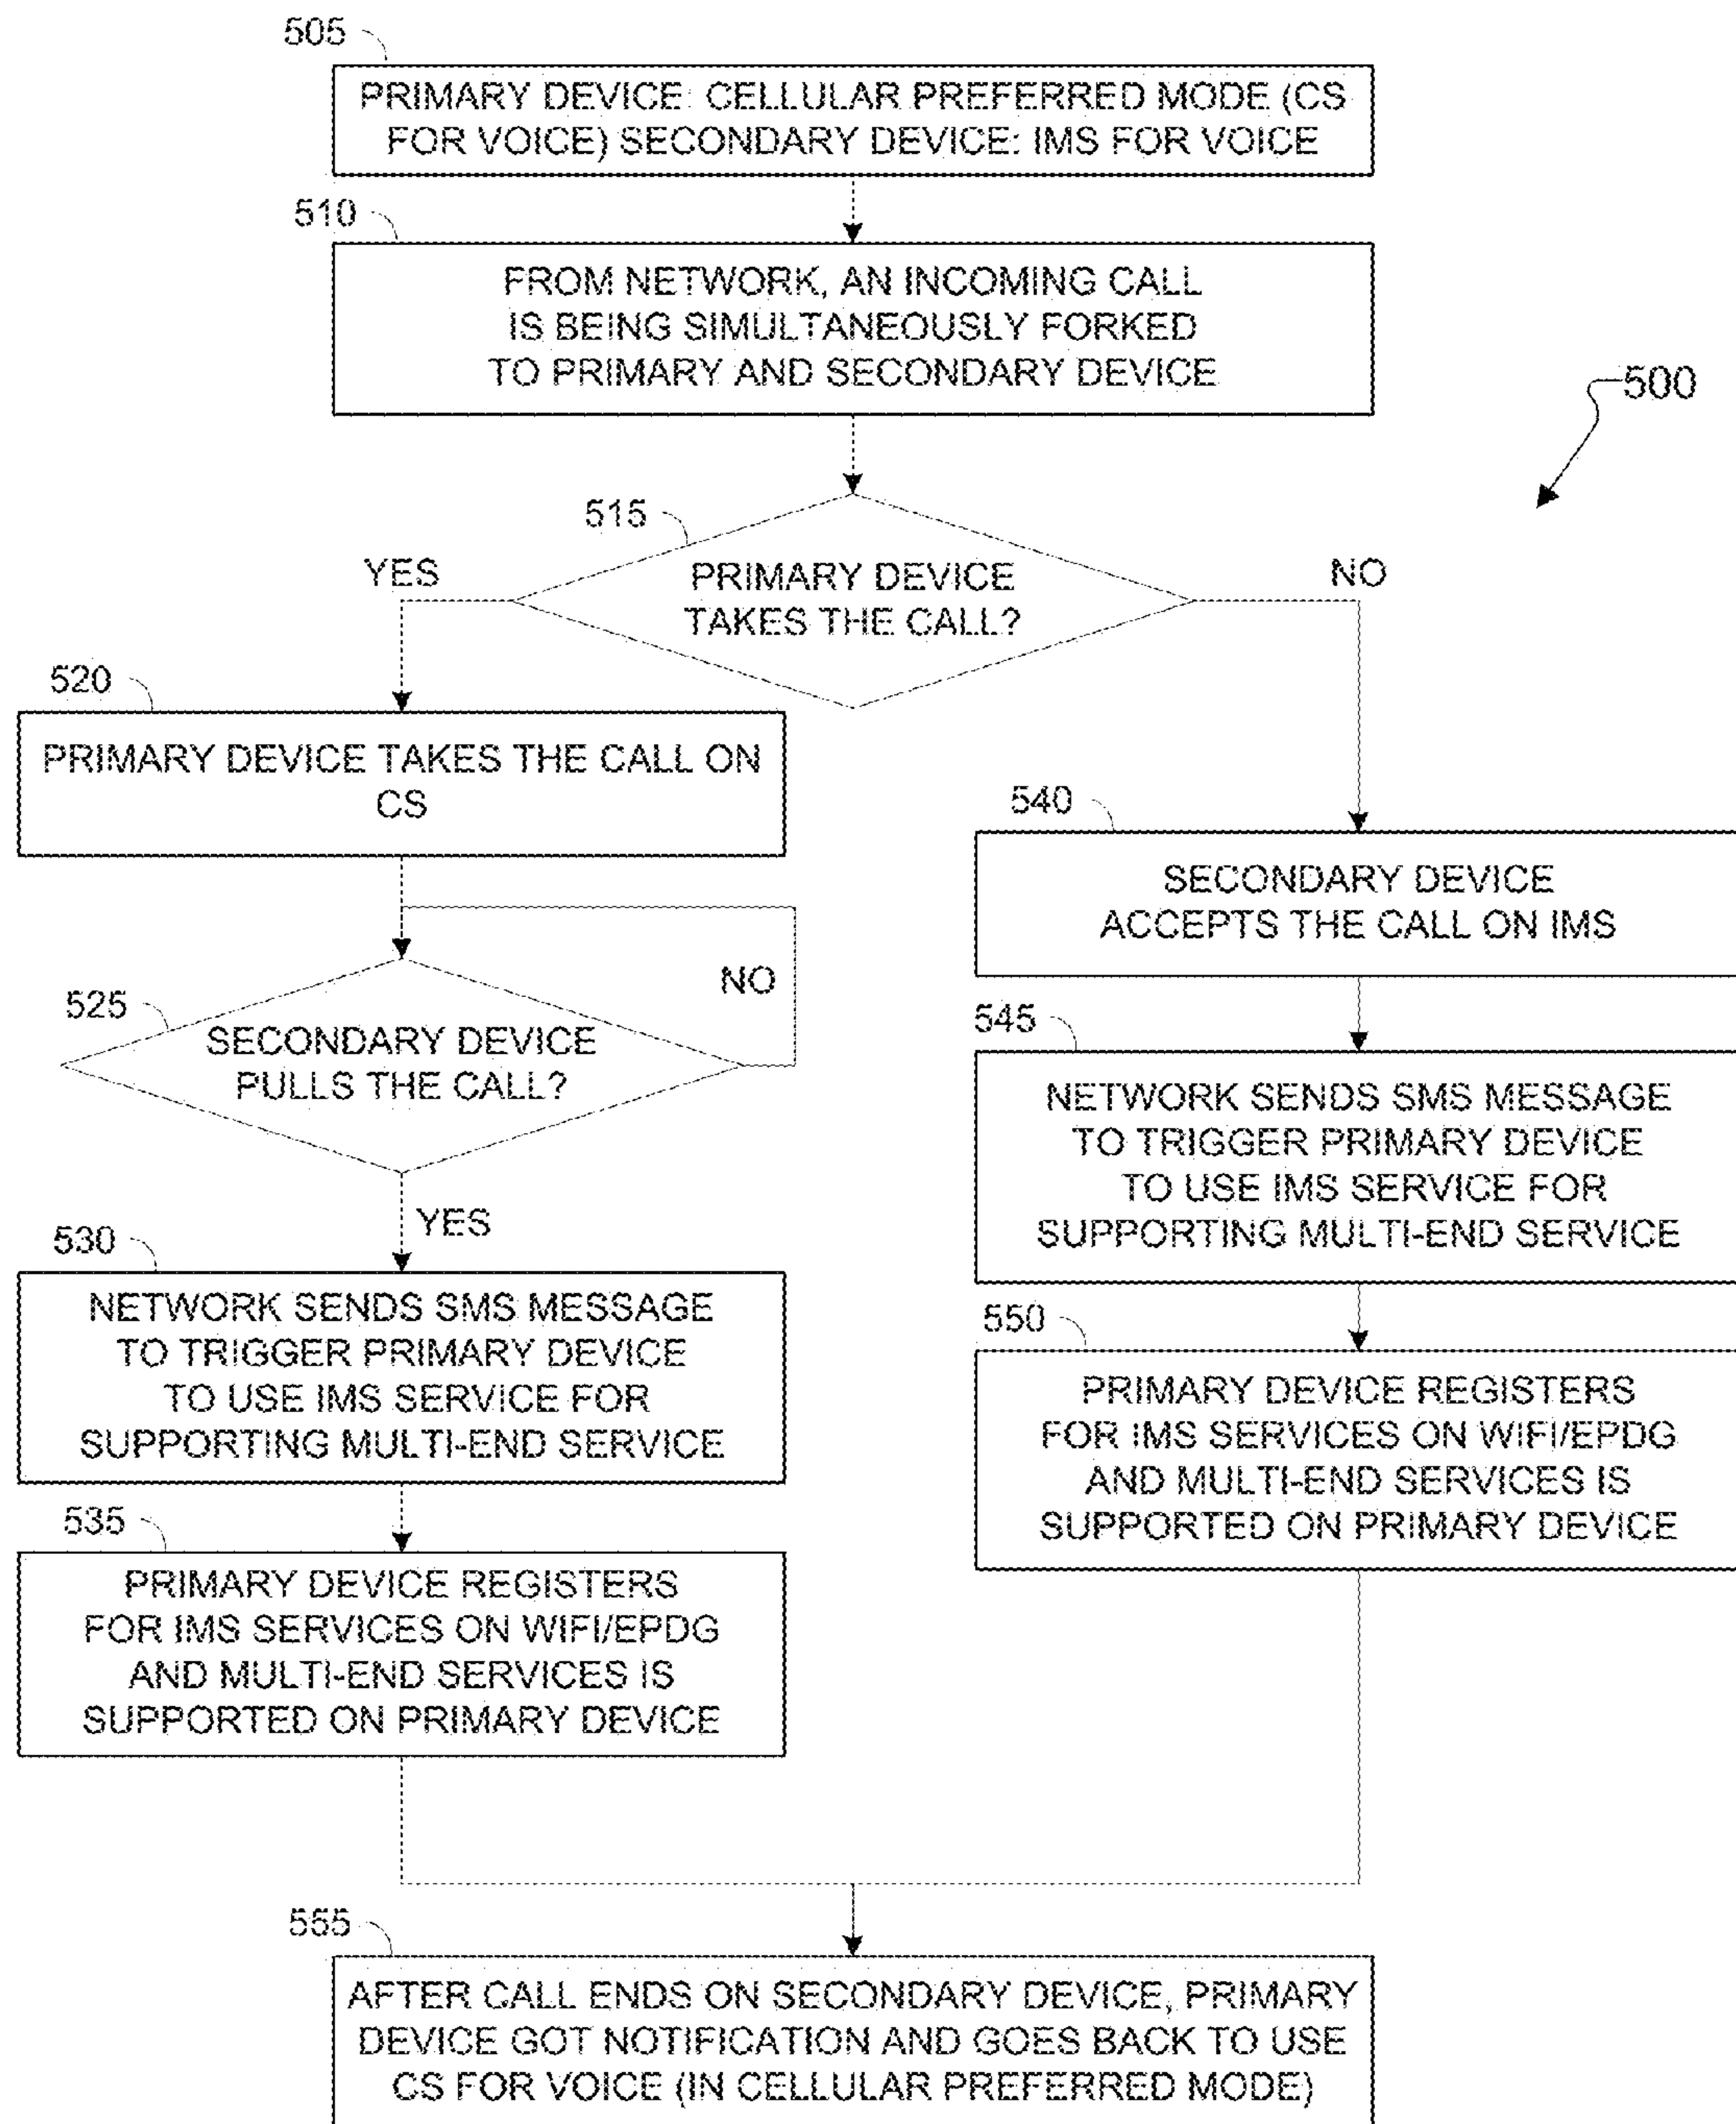 505
PRIMARY DEVICE: CELLULAR PREFERRED MODE (CS
FOR VOICE) SECONDARY DEVICE: IMS FOR VOICE
510
FROM NETWORK, AN INCOMING CALL
IS BEING SIMULTANEOUSLY FORKED
TO PRIMARY AND SECONDARY DEVICE
500
515
YES
PRIMARY DEVICE
TAKES THE CALL?
NO
520
PRIMARY DEVICE TAKES THE CALL ON
CS
525
SECONDARY DEVICE
PULLS THE CALL?
NO
YES
530
NETWORK SENDS SMS MESSAGE
TO TRIGGER PRIMARY DEVICE
TO USE IMS SERVICE FOR
SUPPORTING MULTI-END SERVICE
535
PRIMARY DEVICE REGISTERS
FOR IMS SERVICES ON WIFI/EPDG
AND MULTI-END SERVICES IS
SUPPORTED ON PRIMARY DEVICE
540
SECONDARY DEVICE
ACCEPTS THE CALL ON IMS
545
NETWORK SENDS SMS MESSAGE
TO TRIGGER PRIMARY DEVICE
TO USE IMS SERVICE FOR
SUPPORTING MULTI-END SERVICE
550
PRIMARY DEVICE REGISTERS
FOR IMS SERVICES ON WIFI/EPDG
AND MULTI-END SERVICES IS
SUPPORTED ON PRIMARY DEVICE
555
AFTER CALL ENDS ON SECONDARY DEVICE, PRIMARY
DEVICE GOT NOTIFICATION AND GOES BACK TO USE
CS FOR VOICE (IN CELLULAR PREFERRED MODE)